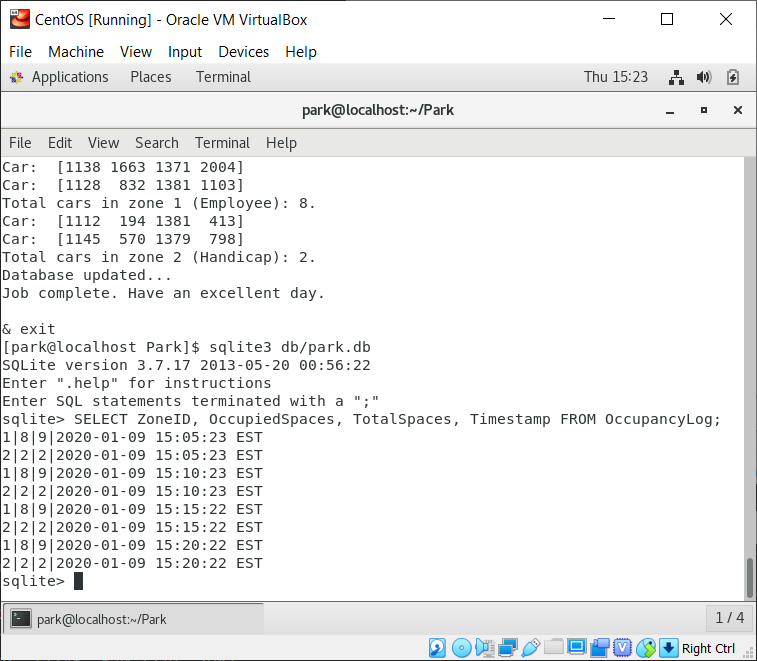 CentOS [Running] - Oracle VM VirtualBox
File Machine View Input Devices Help
Applications Places Terminal Thu 15:23
park@localhost:~/Park
File Edit View Search Terminal Help
Car:  [1138 1663 1371 2004]
Car:  [1128  832 1381 1103]
Total cars in zone 1 (Employee): 8.
Car:  [1112  194 1381  413]
Car:  [1145  570 1379  798]
Total cars in zone 2 (Handicap): 2.
Database updated...
Job complete. Have an excellent day.
& exit
[park@localhost Park]$ sqlite3 db/park.db
SQLite version 3.7.17 2013-05-20 00:56:22
Enter ".help" for instructions
Enter SQL statements terminated with a ";"
sqlite> SELECT ZoneID, OccupiedSpaces, TotalSpaces, Timestamp FROM OccupancyLog;
1|8|9|2020-01-09 15:05:23 EST
2|2|2|2020-01-09 15:05:23 EST
1|8|9|2020-01-09 15:10:23 EST
2|2|2|2020-01-09 15:10:23 EST
1|8|9|2020-01-09 15:15:22 EST
2|2|2|2020-01-09 15:15:22 EST
1|8|9|2020-01-09 15:20:22 EST
2|2|2|2020-01-09 15:20:22 EST
sqlite>
park@localhost:~/Park 1 / 4
Right Ctrl